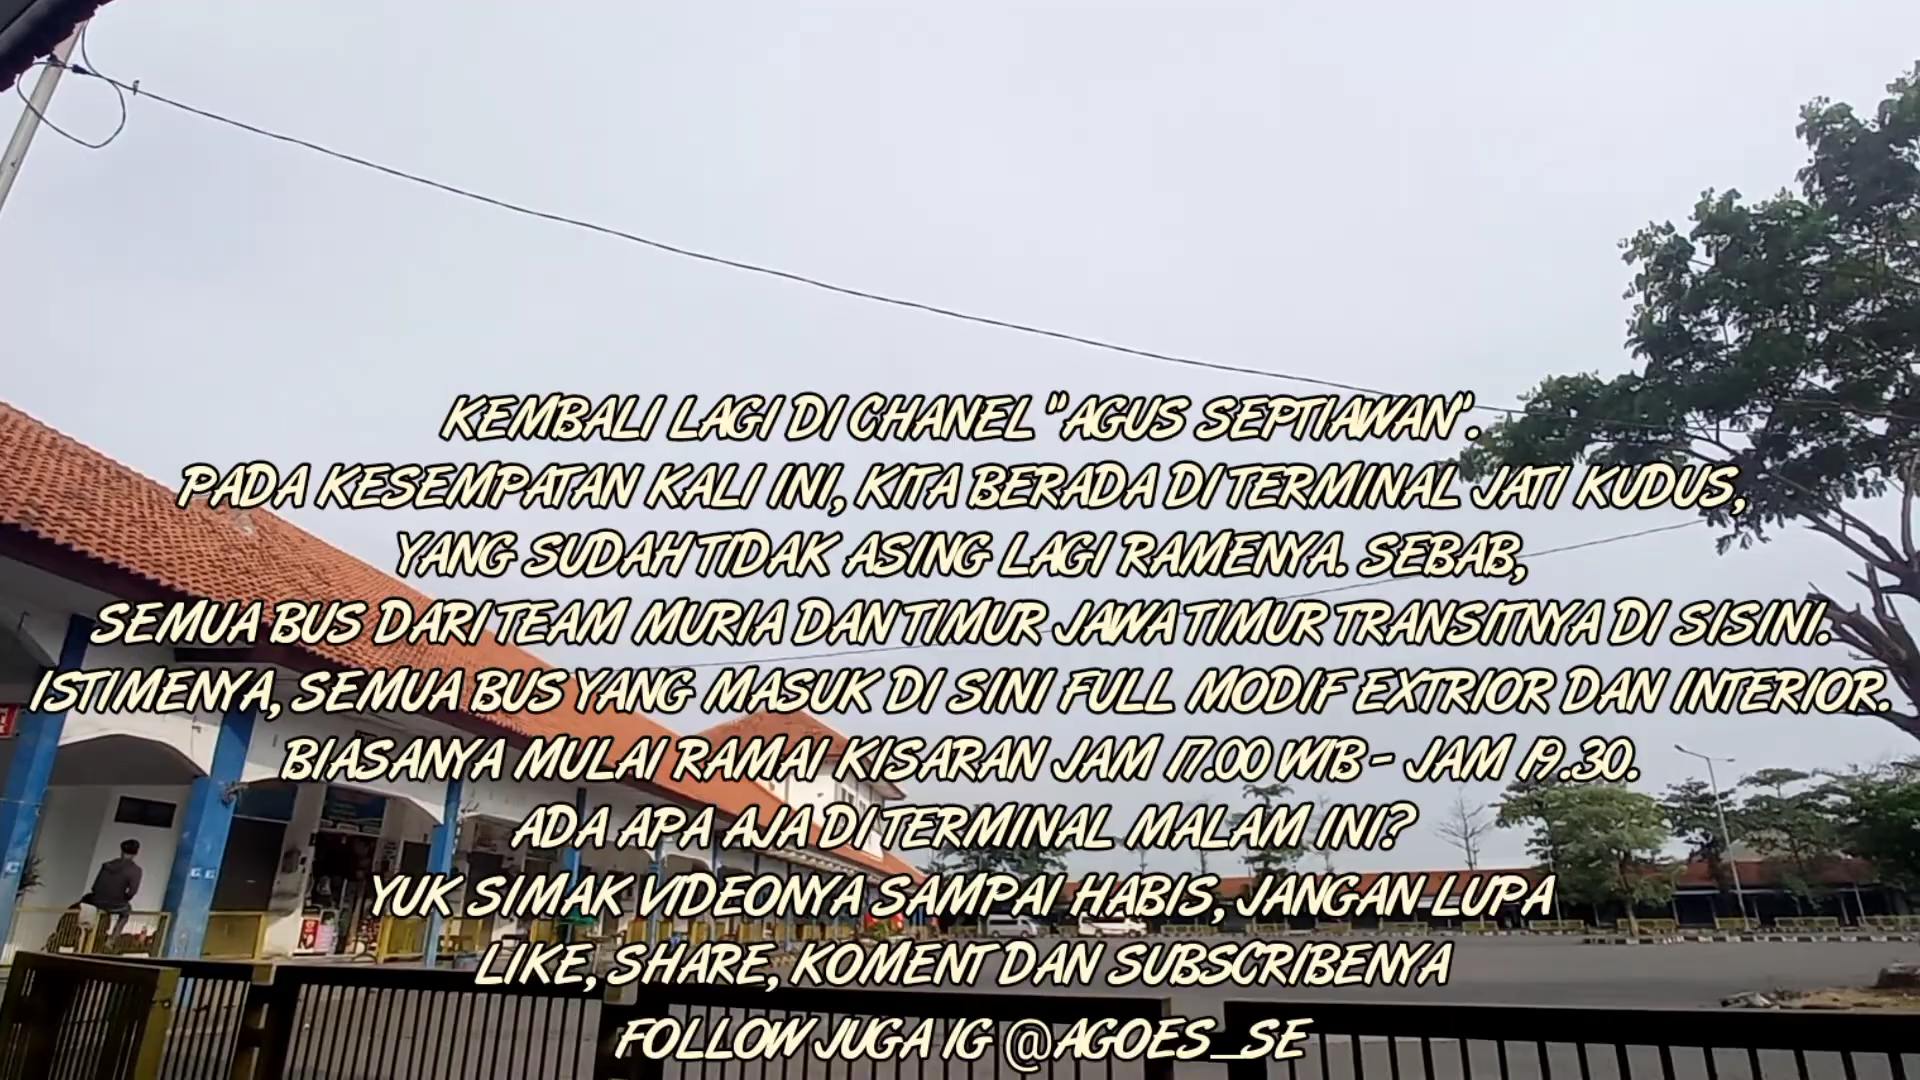 KEMBALI LAGI DI CHANEL "AGUS SEPTIAWAN".
PADA KESEMPATAN KALI INI, KITA BERADA DI TERMINAL JATI KUDUS,
YANG SUDAH TIDAK ASING LAGI RAMENYA. SEBAB,
SEMUA BUS DARI TEAM MURIA DAN TIMUR JAWA TIMUR TRANSITNYA DI SISINI.
ISTIMENYA, SEMUA BUS YANG MASUK DI SINI FULL MODIF EXTRIOR DAN INTERIOR.
BIASANYA MULAI RAMAI KISARAN JAM 17.00 WIB - JAM 19.30.
ADA APA AJA DI TERMINAL MALAM INI?
YUK SIMAK VIDEONYA SAMPAI HABIS, JANGAN LUPA
LIKE, SHARE, KOMENT DAN SUBSCRIBENYA
FOLLOW JUGA IG @AGOES_SE